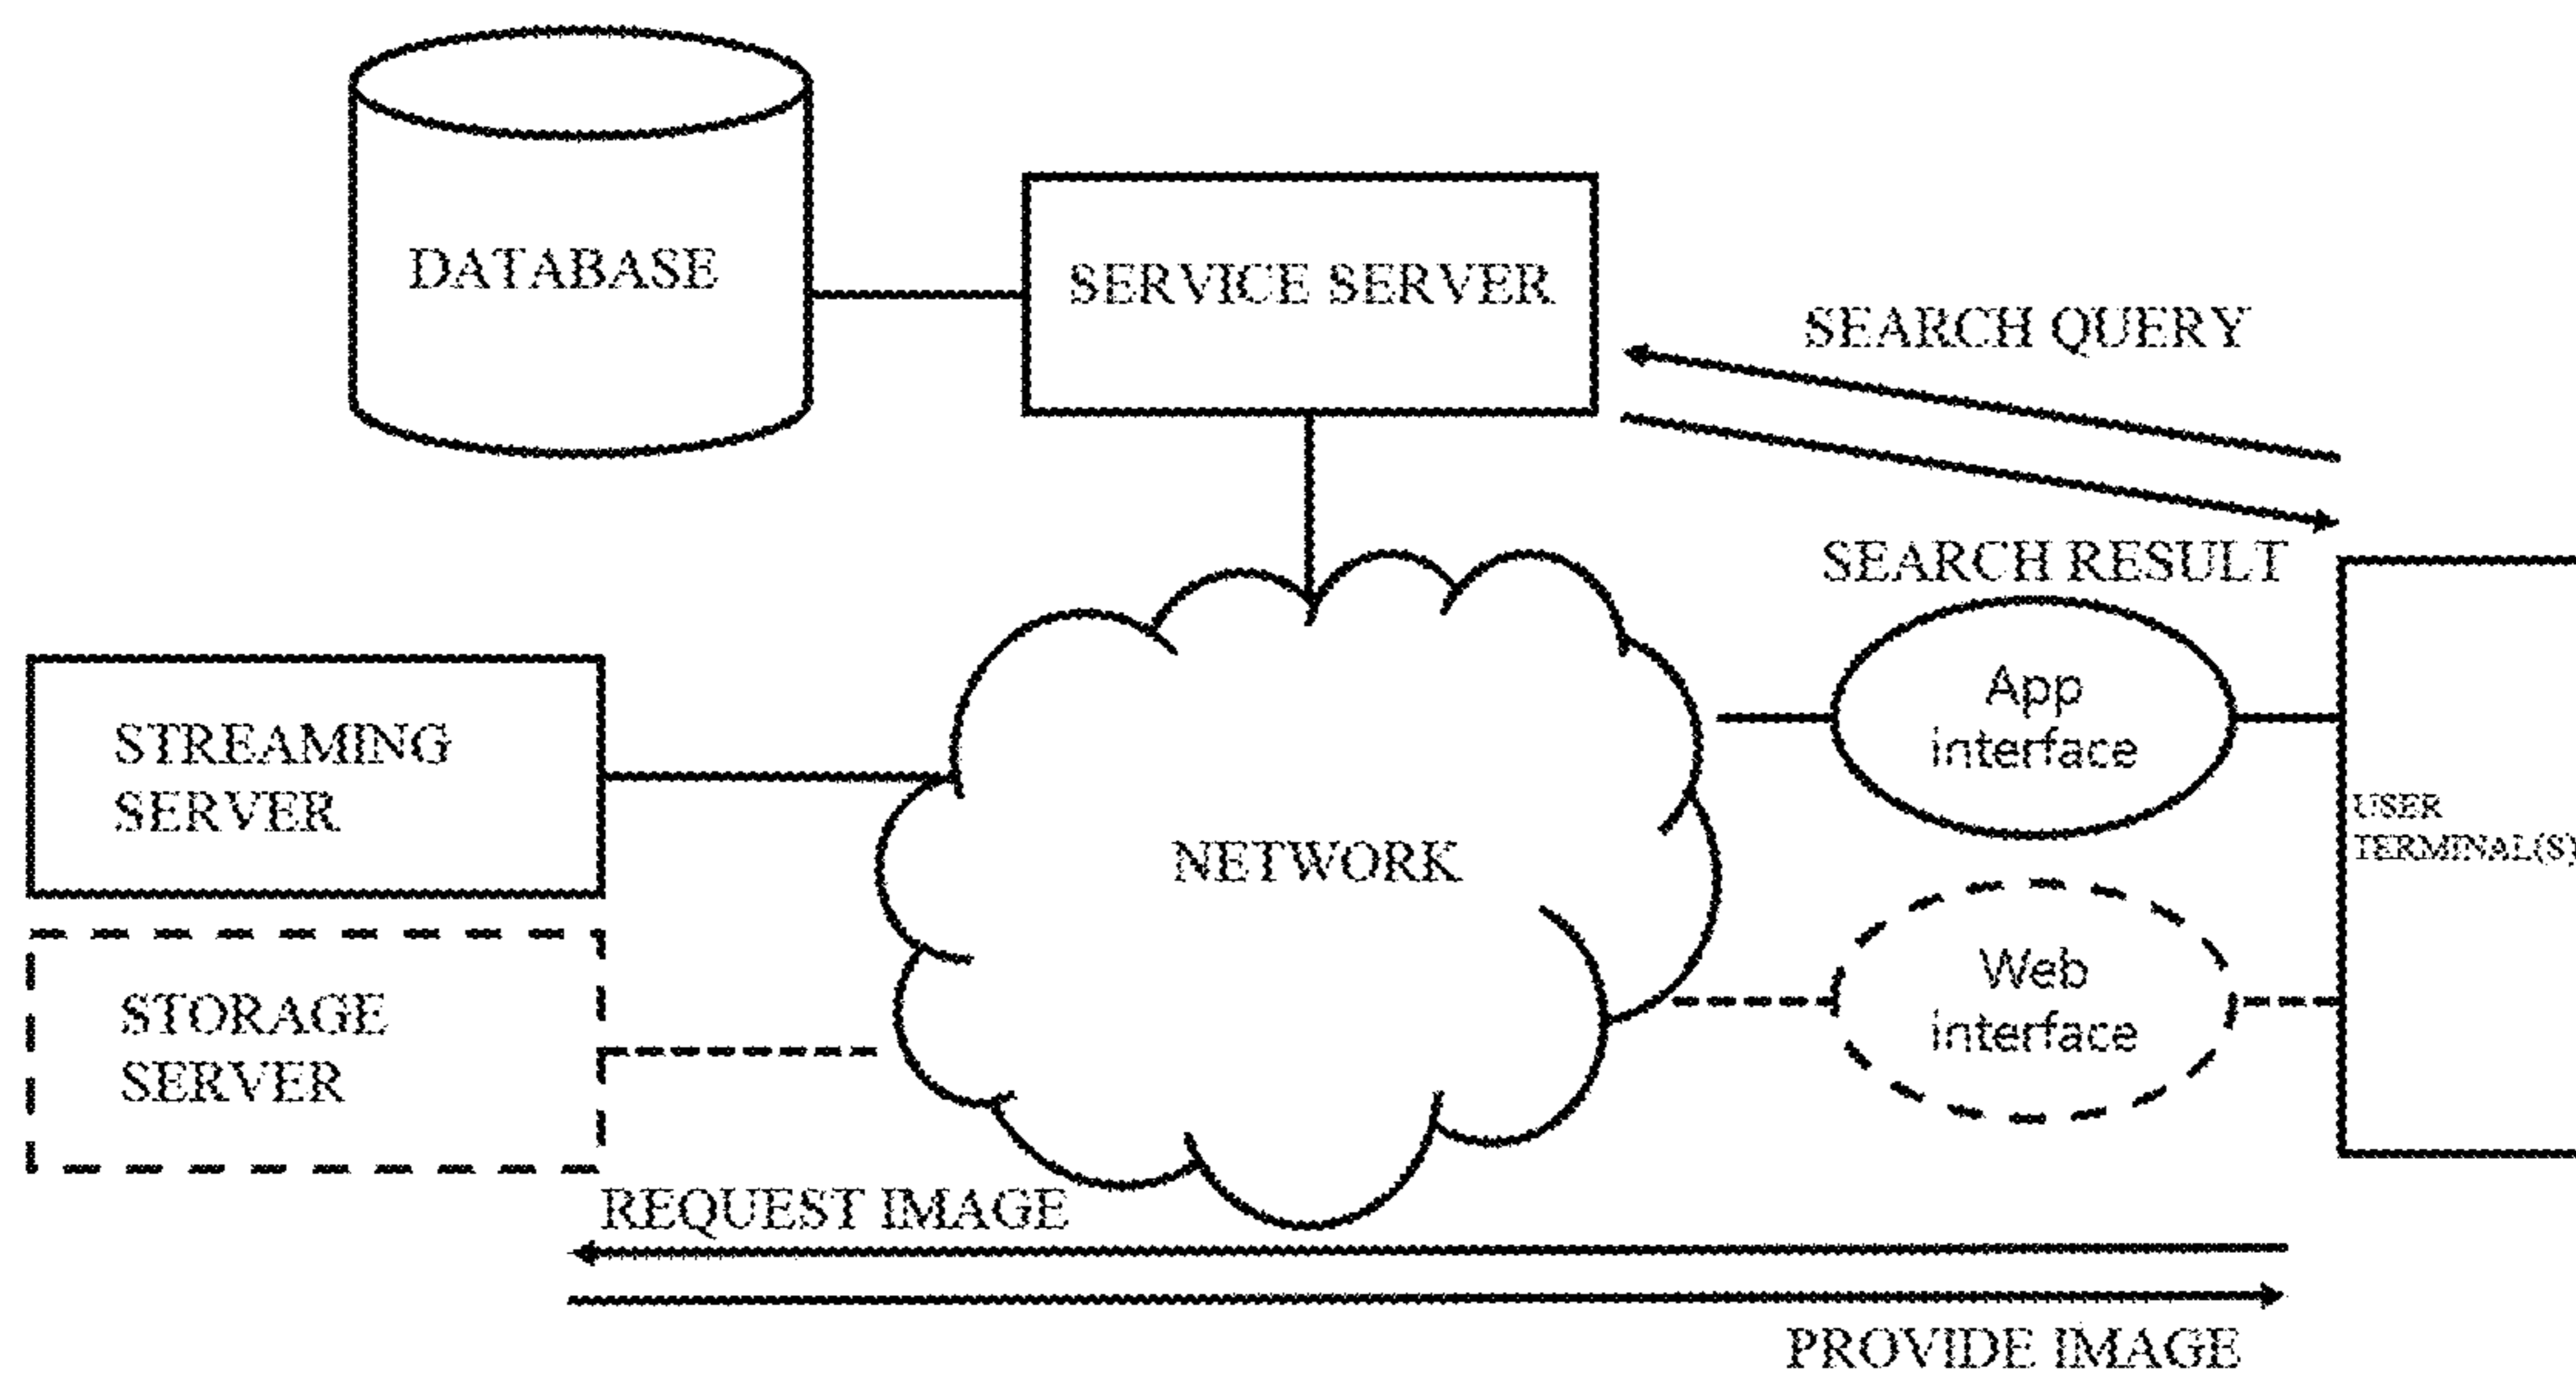 DATABASE
SERVICE SERVER
SEARCH QUERY
SEARCH RESULT
STREAMING
SERVER
App
interface
NETWORK
USER
TERMINAL(S)
STORAGE
SERVER
Web
interface
REQUEST IMAGE
PROVIDE IMAGE